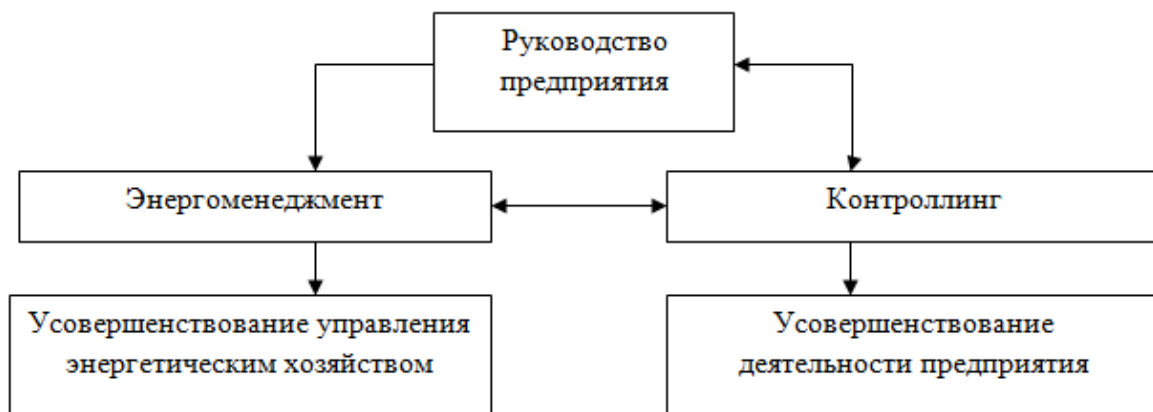 Руководство
предприятия
Энергоменеджмент
Контроллинг
Усовершенствование управления
энергетическим хозяйством
Усовершенствование
деятельности предприятия